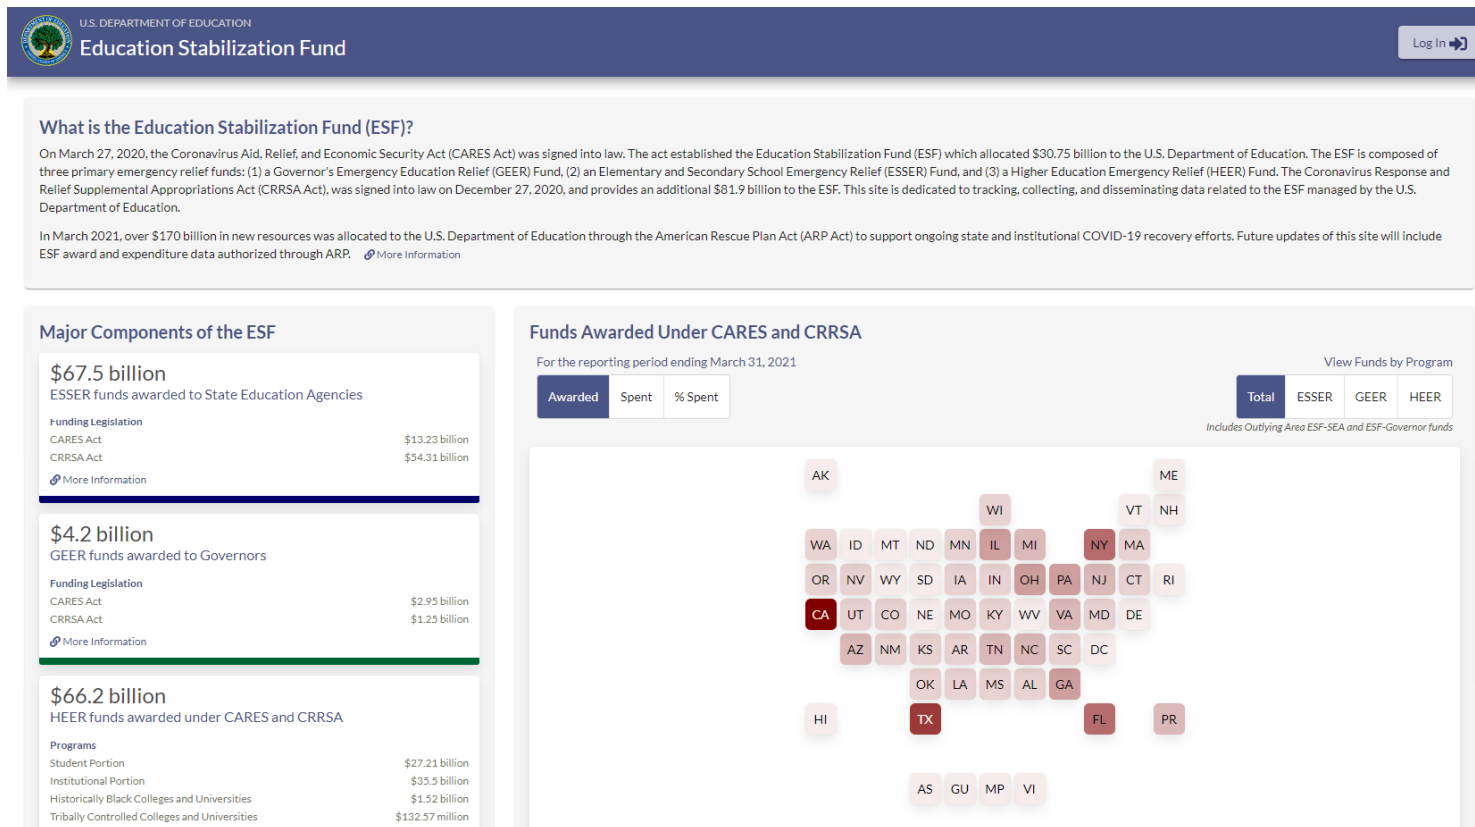 U.S. DEPARTMENT OF EDUCATION
Education Stabilization Fund
Log In
What is the Education Stabilization Fund (ESF)?
On March 27, 2020, the Coronavirus Aid, Relief, and Economic Security Act (CARES Act) was signed into law. The act established the Education Stabilization Fund (ESF) which allocated $30.75 billion to the U.S. Department of Education. The ESF is composed of
three primary emergency relief funds: (1) a Governor's Emergency Education Relief (GEER) Fund, (2) an Elementary and Secondary School Emergency Relief (ESSER) Fund, and (3) a Higher Education Emergency Relief (HEER) Fund. The Coronavirus Response and
Relief Supplemental Appropriations Act (CRRSA Act), was signed into law on December 27, 2020, and provides an additional $81.9 billion to the ESF. This site is dedicated to tracking, collecting, and disseminating data related to the ESF managed by the U.S.
Department of Education.
In March 2021, over $170 billion in new resources was allocated to the U.S. Department of Education through the American Rescue Plan Act (ARP Act) to support ongoing state and institutional COVID-19 recovery efforts. Future updates of this site will include
ESF award and expenditure data authorized through ARP. More Information
Major Components of the ESF
$67.5 billion
ESSER funds awarded to State Education Agencies
Funding Legislation
CARES Act $13.23 billion
CRRSA Act $54.31 billion
More Information
$4.2 billion
GEER funds awarded to Governors
Funding Legislation
CARES Act $2.95 billion
CRRSA Act $1.25 billion
More Information
$66.2 billion
HEER funds awarded under CARES and CRRSA
Programs
Student Portion $27.21 billion
Institutional Portion $35.5 billion
Historically Black Colleges and Universities $1.52 billion
Tribally Controlled Colleges and Universities $132.57 million
Funds Awarded Under CARES and CRRSA
For the reporting period ending March 31, 2021 View Funds by Program
Awarded Spent % Spent Total ESSER GEER HEER
Includes Outlying Area ESF-SEA and ESF-Governor funds
AK ME
WI VT NH
WA ID MT ND MN IL MI NY MA
OR NV WY SD IA IN OH PA NJ CT RI
CA UT CO NE MO KY WV VA MD DE
AZ NM KS AR TN NC SC DC
OK LA MS AL GA
HI TX FL PR
AS GU MP VI